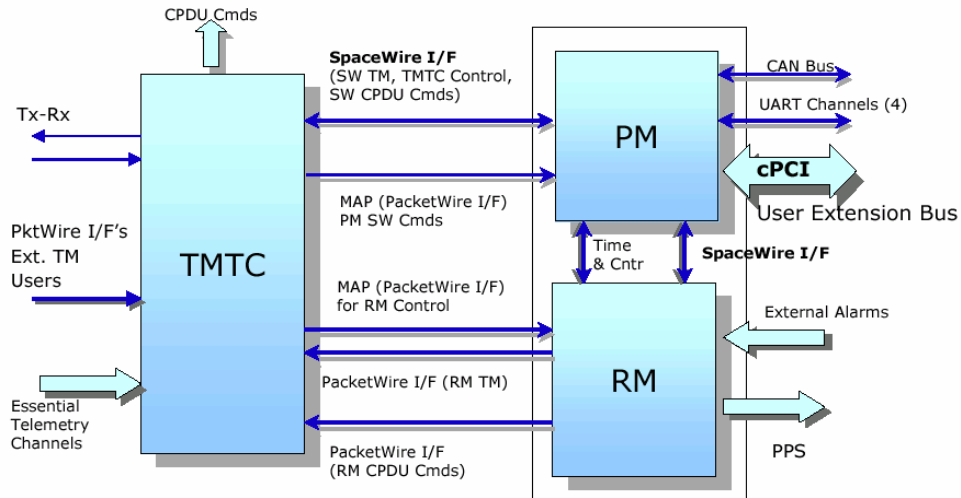 CPDU Cmds
SpaceWire I/F
(SW TM, TMTC Control,
SW CPDU Cmds)
CAN Bus
Tx-Rx
UART Channels (4)
PM
cPCI
MAP (PacketWire I/F)
PM SW Cmds
User Extension Bus
PktWire I/F's
Ext. TM
Users
TMTC
Time
& Cntr
SpaceWire I/F
MAP (PacketWire I/F)
for RM Control
External Alarms
RM
PacketWire I/F (RM TM)
Essential
Telemetry
Channels
PacketWire I/F
(RM CPDU Cmds)
PPS